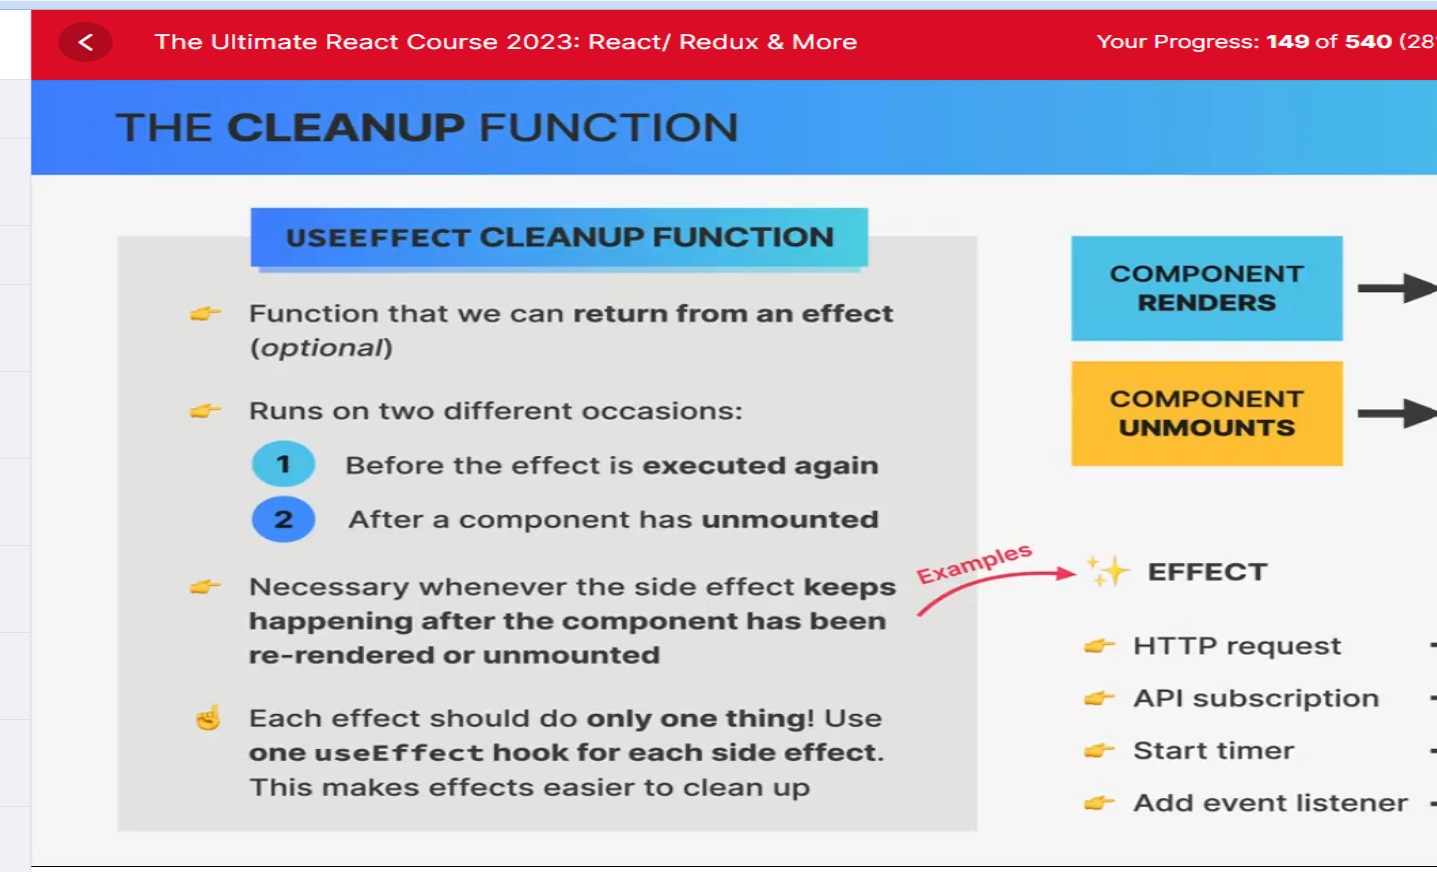 The Ultimate React Course 2023: React/ Redux & More
Your Progress: 149 of 540 (28
THE CLEANUP FUNCTION
USEEFFECT CLEANUP FUNCTION
Function that we can return from an effect
(optional)
Runs on two different occasions:
1 Before the effect is executed again
2 After a component has unmounted
Necessary whenever the side effect keeps
happening after the component has been
re-rendered or unmounted
Each effect should do only one thing! Use
one useEffect hook for each side effect.
This makes effects easier to clean up
COMPONENT
RENDERS
COMPONENT
UNMOUNTS
Examples
EFFECT
HTTP request
API subscription
Start timer
Add event listener